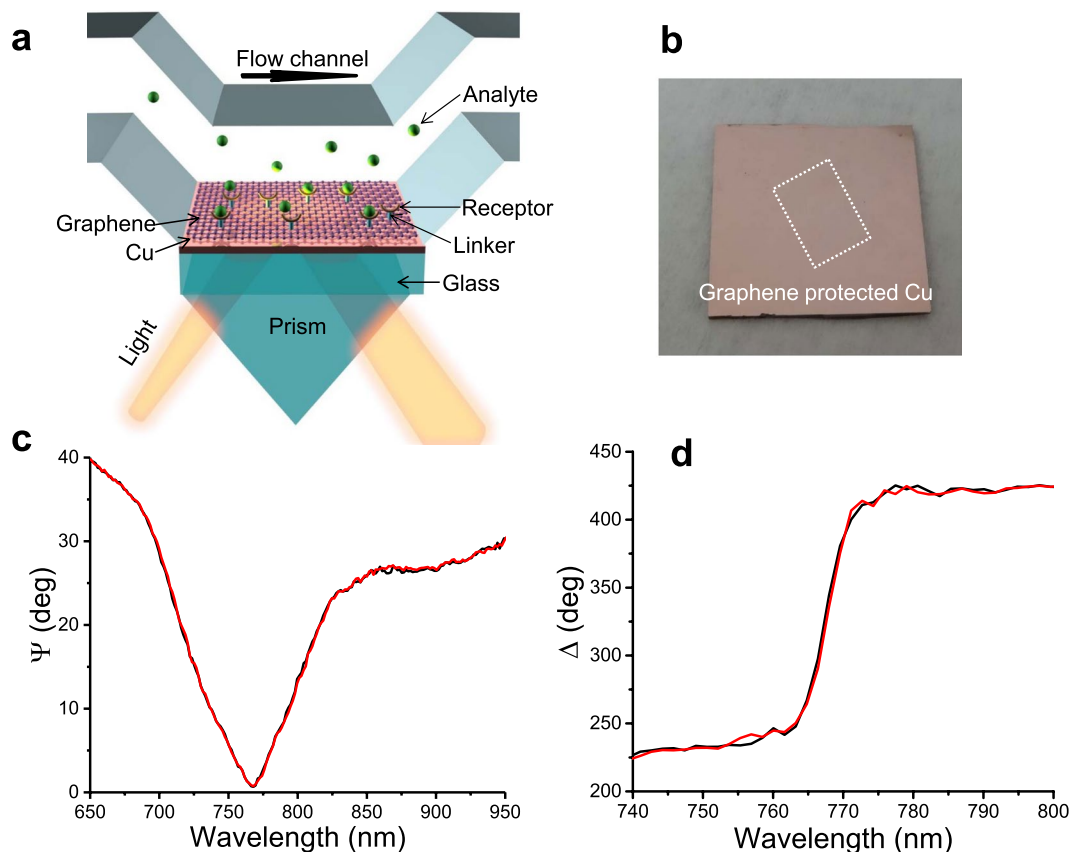 a
Flow channel
Analyte
Graphene
Receptor
Cu
Linker
Glass
Prism
Light
b
Graphene protected Cu
c
40
30
20
10
0
Ψ (deg)
650 700 750 800 850 900 950
Wavelength (nm)
d
450
400
350
300
250
200
Δ (deg)
740 750 760 770 780 790 800
Wavelength (nm)